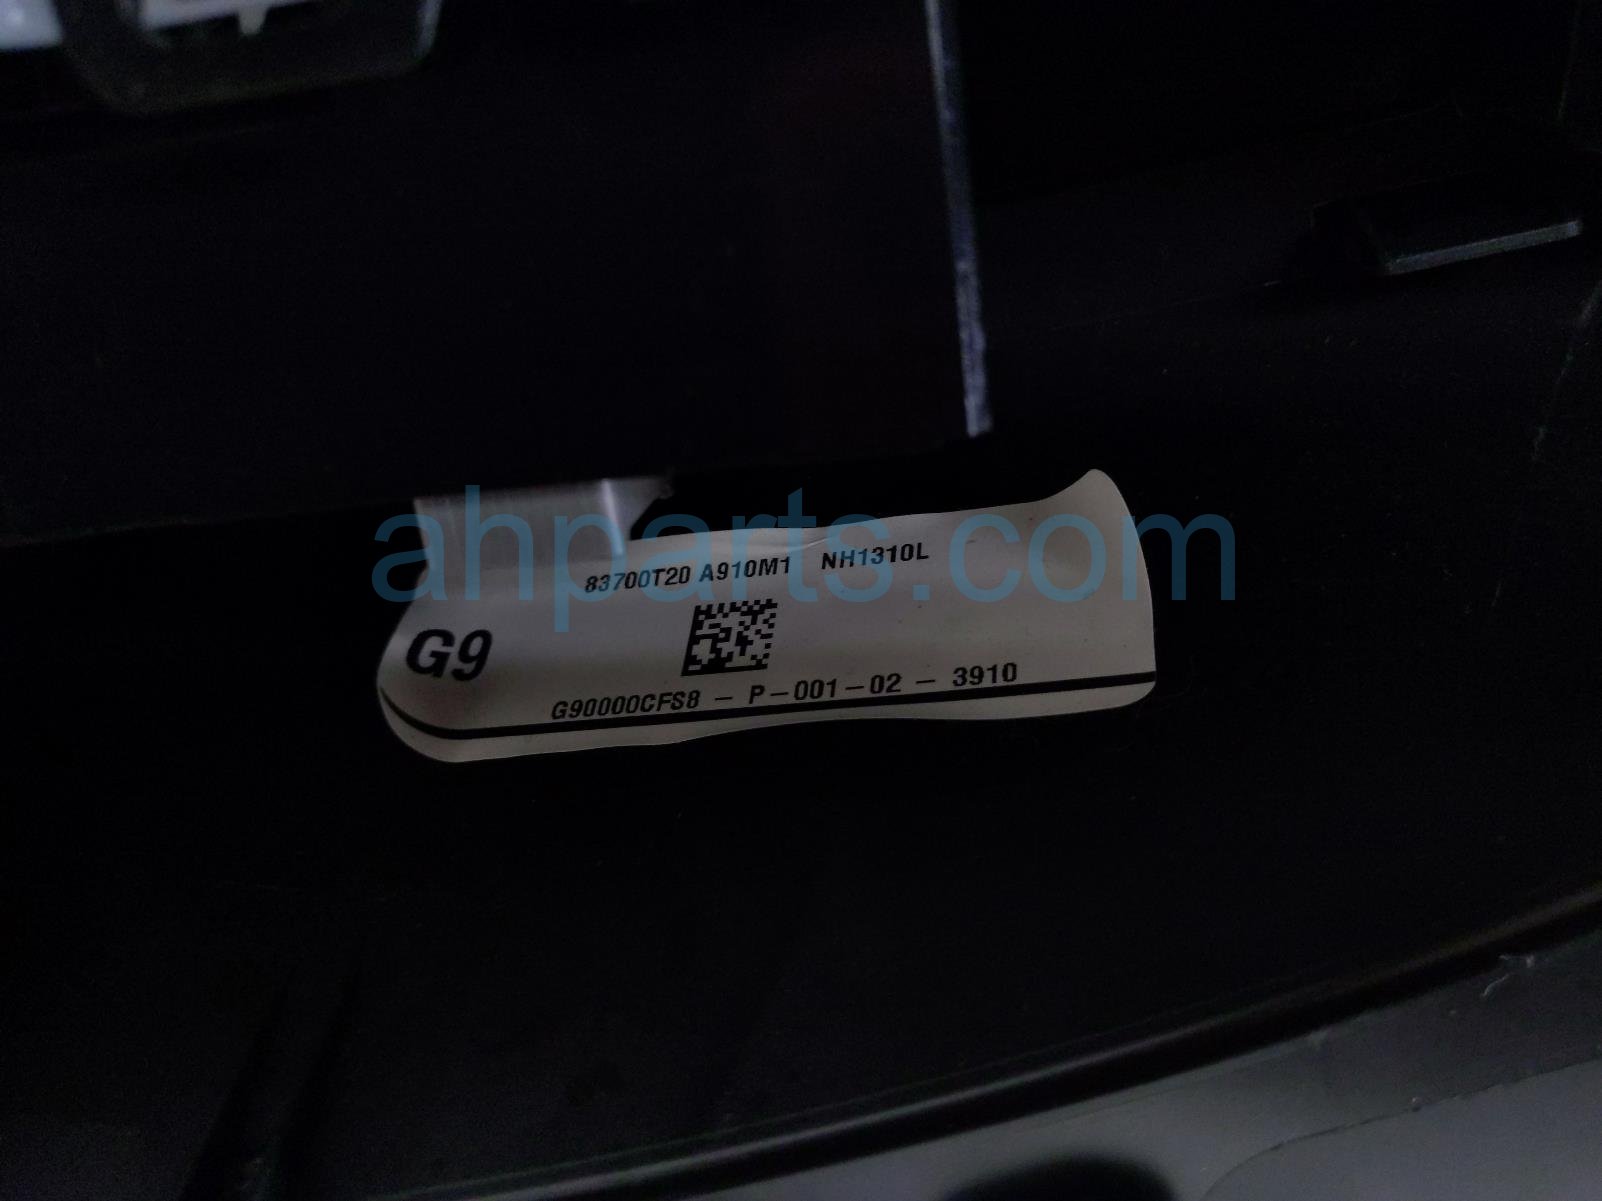 83700T20 A910M1 NH1310L
G9
G90000CFS8 - P-001-02 - 3910
ahparts.com